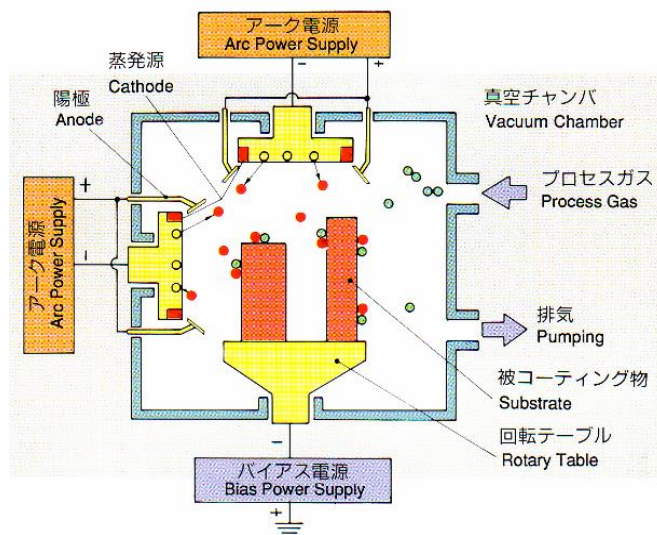 アーク電源
Arc Power Supply
− +
蒸発源
Cathode
陽極
Anode
真空チャンバ
Vacuum Chamber
+
アーク電源
Arc Power Supply
−
プロセスガス
Process Gas
排気
Pumping
被コーティング物
Substrate
回転テーブル
Rotary Table
−
バイアス電源
Bias Power Supply
+